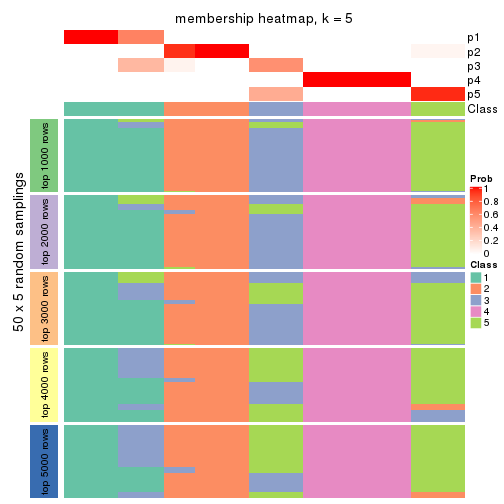 membership heatmap, k = 5
p1
p2
p3
p4
p5
Class
50 x 5 random samplings
top 1000 rows
top 2000 rows
top 3000 rows
top 4000 rows
top 5000 rows
Prob
1
0.8
0.6
0.4
0.2
0
Class
1
2
3
4
5